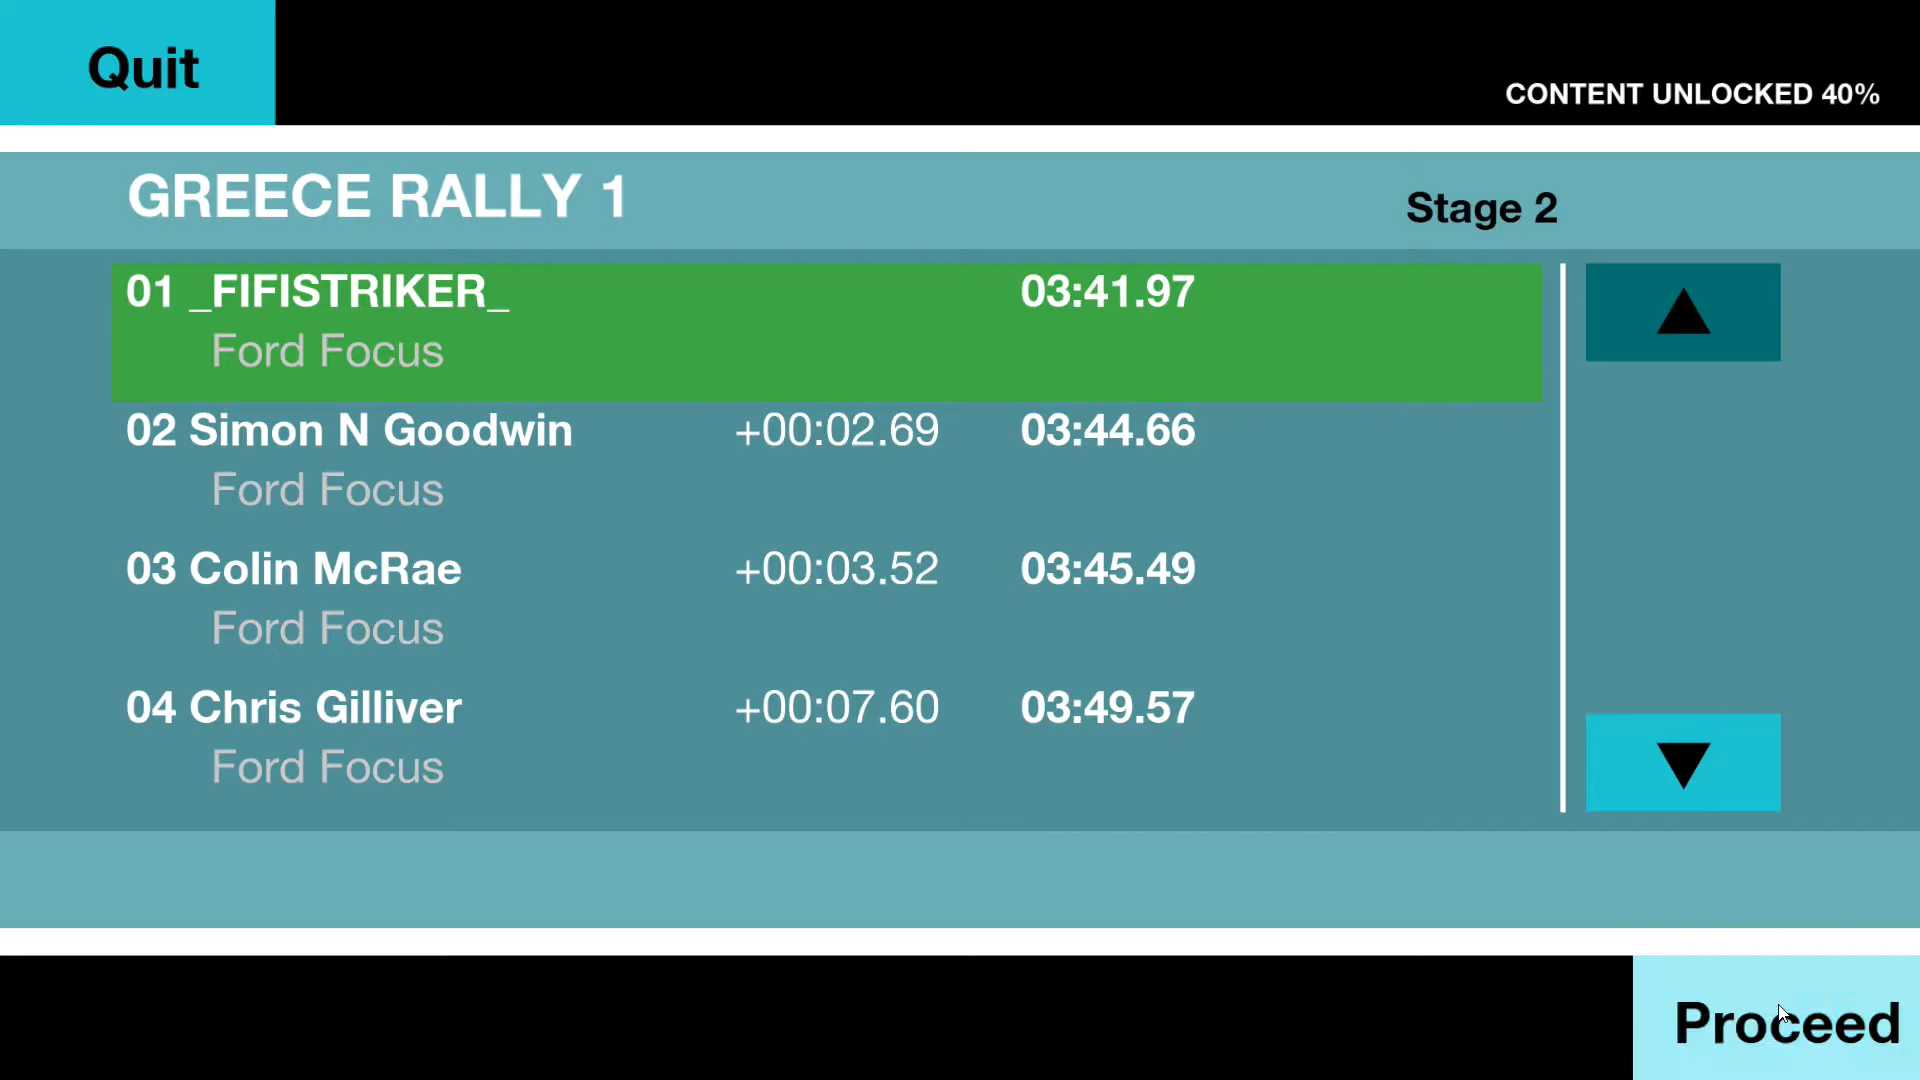 Quit
CONTENT UNLOCKED 40%
GREECE RALLY 1
Stage 2
01 _FIFISTRIKER_ 03:41.97
Ford Focus
02 Simon N Goodwin +00:02.69 03:44.66
Ford Focus
03 Colin McRae +00:03.52 03:45.49
Ford Focus
04 Chris Gilliver +00:07.60 03:49.57
Ford Focus
Proceed